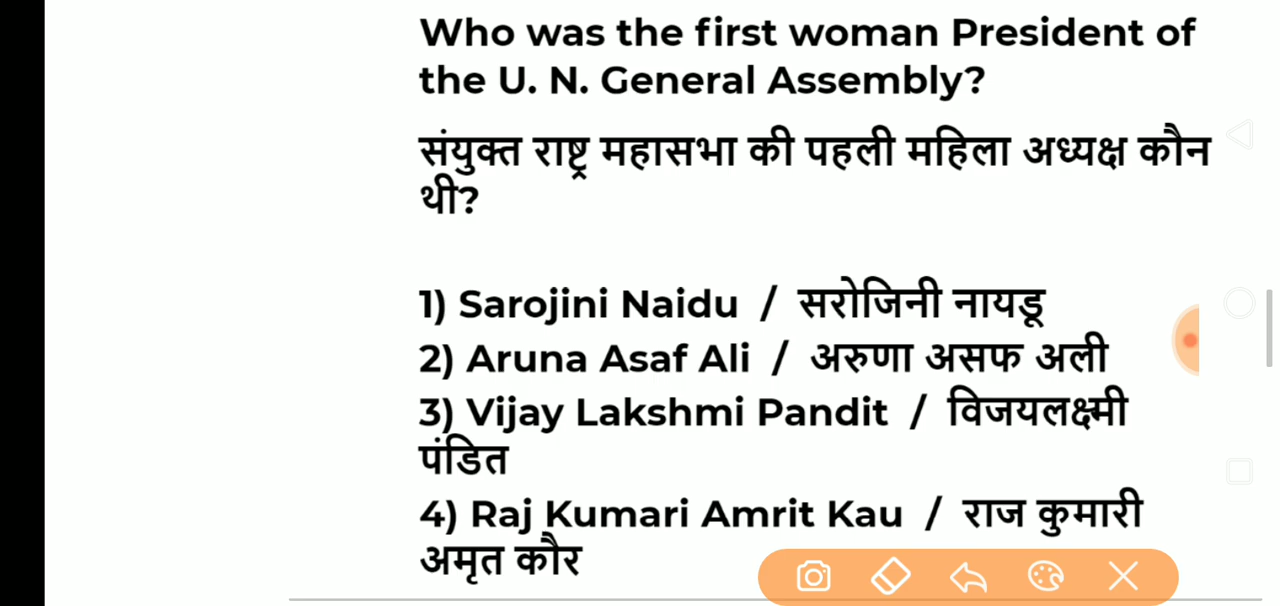 Who was the first woman President of
the U. N. General Assembly?
संयुक्त राष्ट्र महासभा की पहली महिला अध्यक्ष कौन
थी?
1) Sarojini Naidu / सरोजिनी नायडू
2) Aruna Asaf Ali / अरुणा असफ अली
3) Vijay Lakshmi Pandit / विजयलक्ष्मी
पंडित
4) Raj Kumari Amrit Kau / राज कुमारी
अमृत कौर